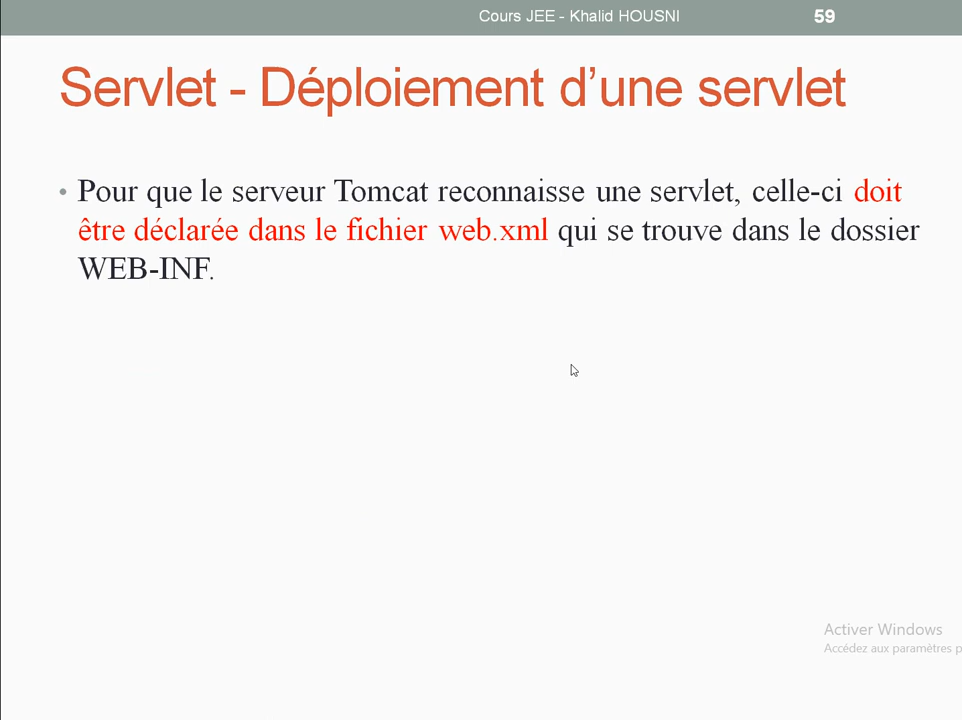 Cours JEE - Khalid HOUSNI 59
Servlet - Déploiement d’une servlet
• Pour que le serveur Tomcat reconnaisse une servlet, celle-ci doit
être déclarée dans le fichier web.xml qui se trouve dans le dossier
WEB-INF.
Activer Windows
Accédez aux paramètres p